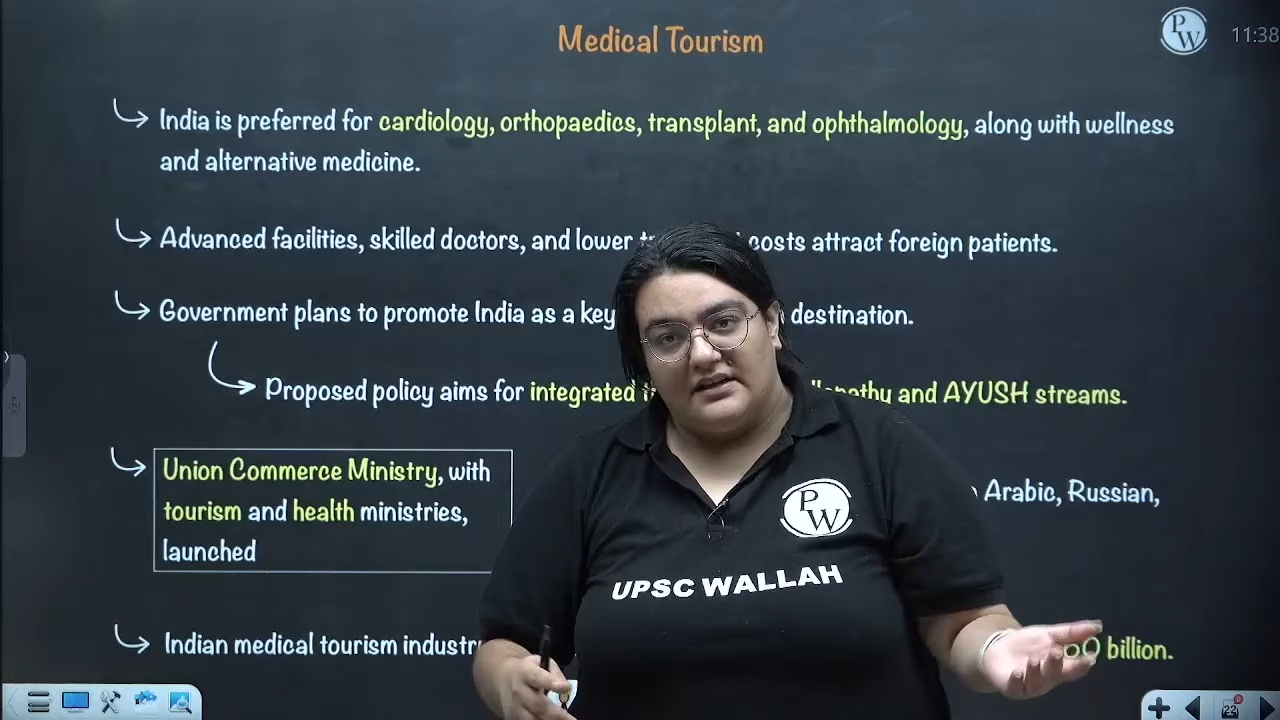 Medical Tourism
PW
11:38
India is preferred for cardiology, orthopaedics, transplant, and ophthalmology, along with wellness
and alternative medicine.
Advanced facilities, skilled doctors, and lower costs attract foreign patients.
Government plans to promote India as a key destination.
Proposed policy aims for integrated and AYUSH streams.
Union Commerce Ministry, with
tourism and health ministries,
launched
Arabic, Russian,
Indian medical tourism billion.
PW
UPSC WALLAH
22